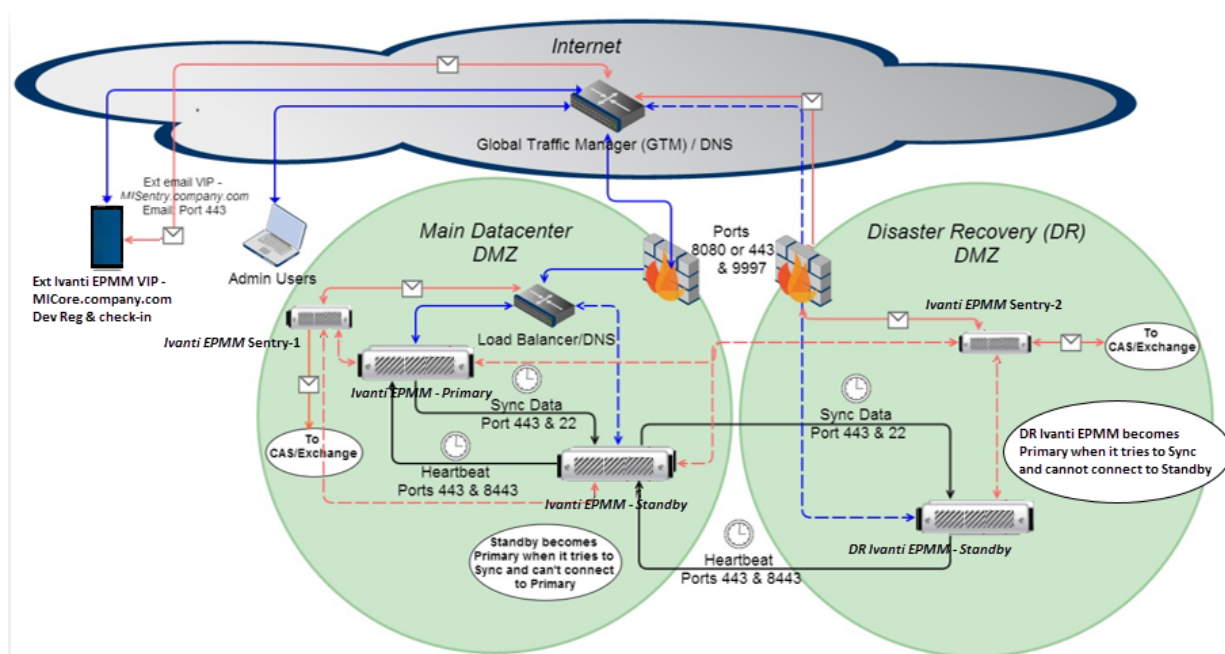 Internet
Global Traffic Manager (GTM) / DNS
Ext email VIP -
MISentry.company.com
Email: Port 443
Ext Ivanti EPMM VIP -
MICore.company.com
Dev Reg & check-in
Admin Users
Main Datacenter
DMZ
Ports
8080 or 443
& 9997
Disaster Recovery (DR)
DMZ
Ivanti EPMM Sentry-1
Load Balancer/DNS
Ivanti EPMM Sentry-2
To
CAS/Exchange
Ivanti EPMM - Primary
Sync Data
Port 443 & 22
Sync Data
Port 443 & 22
To
CAS/Exchange
Heartbeat
Ports 443 & 8443
Ivanti EPMM - Standby
DR Ivanti EPMM becomes
Primary when it tries to Sync
and cannot connect to Standby
Standby becomes
Primary when it tries to
Sync and can't connect
to Primary
Heartbeat
Ports 443 & 8443
DR Ivanti EPMM - Standby